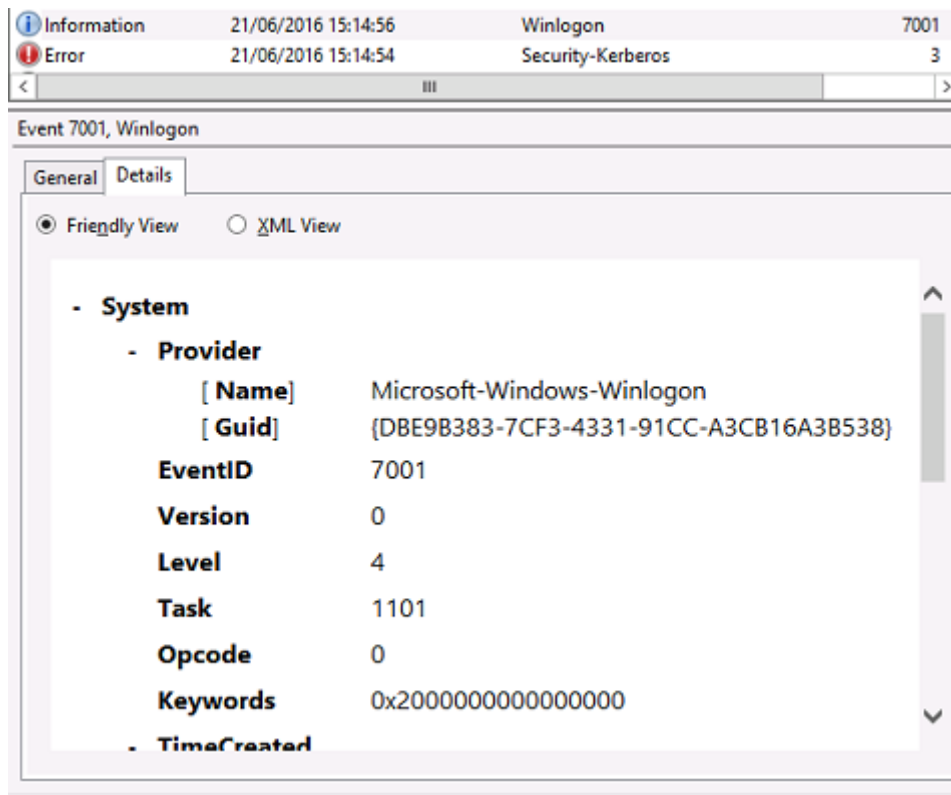 Information 21/06/2016 15:14:56 Winlogon 7001
Error 21/06/2016 15:14:54 Security-Kerberos 3
Event 7001, Winlogon
General Details
Friendly View XML View
- System
- Provider
[ Name] Microsoft-Windows-Winlogon
[ Guid] {DBE9B383-7CF3-4331-91CC-A3CB16A3B538}
EventID 7001
Version 0
Level 4
Task 1101
Opcode 0
Keywords 0x2000000000000000
- TimeCreated